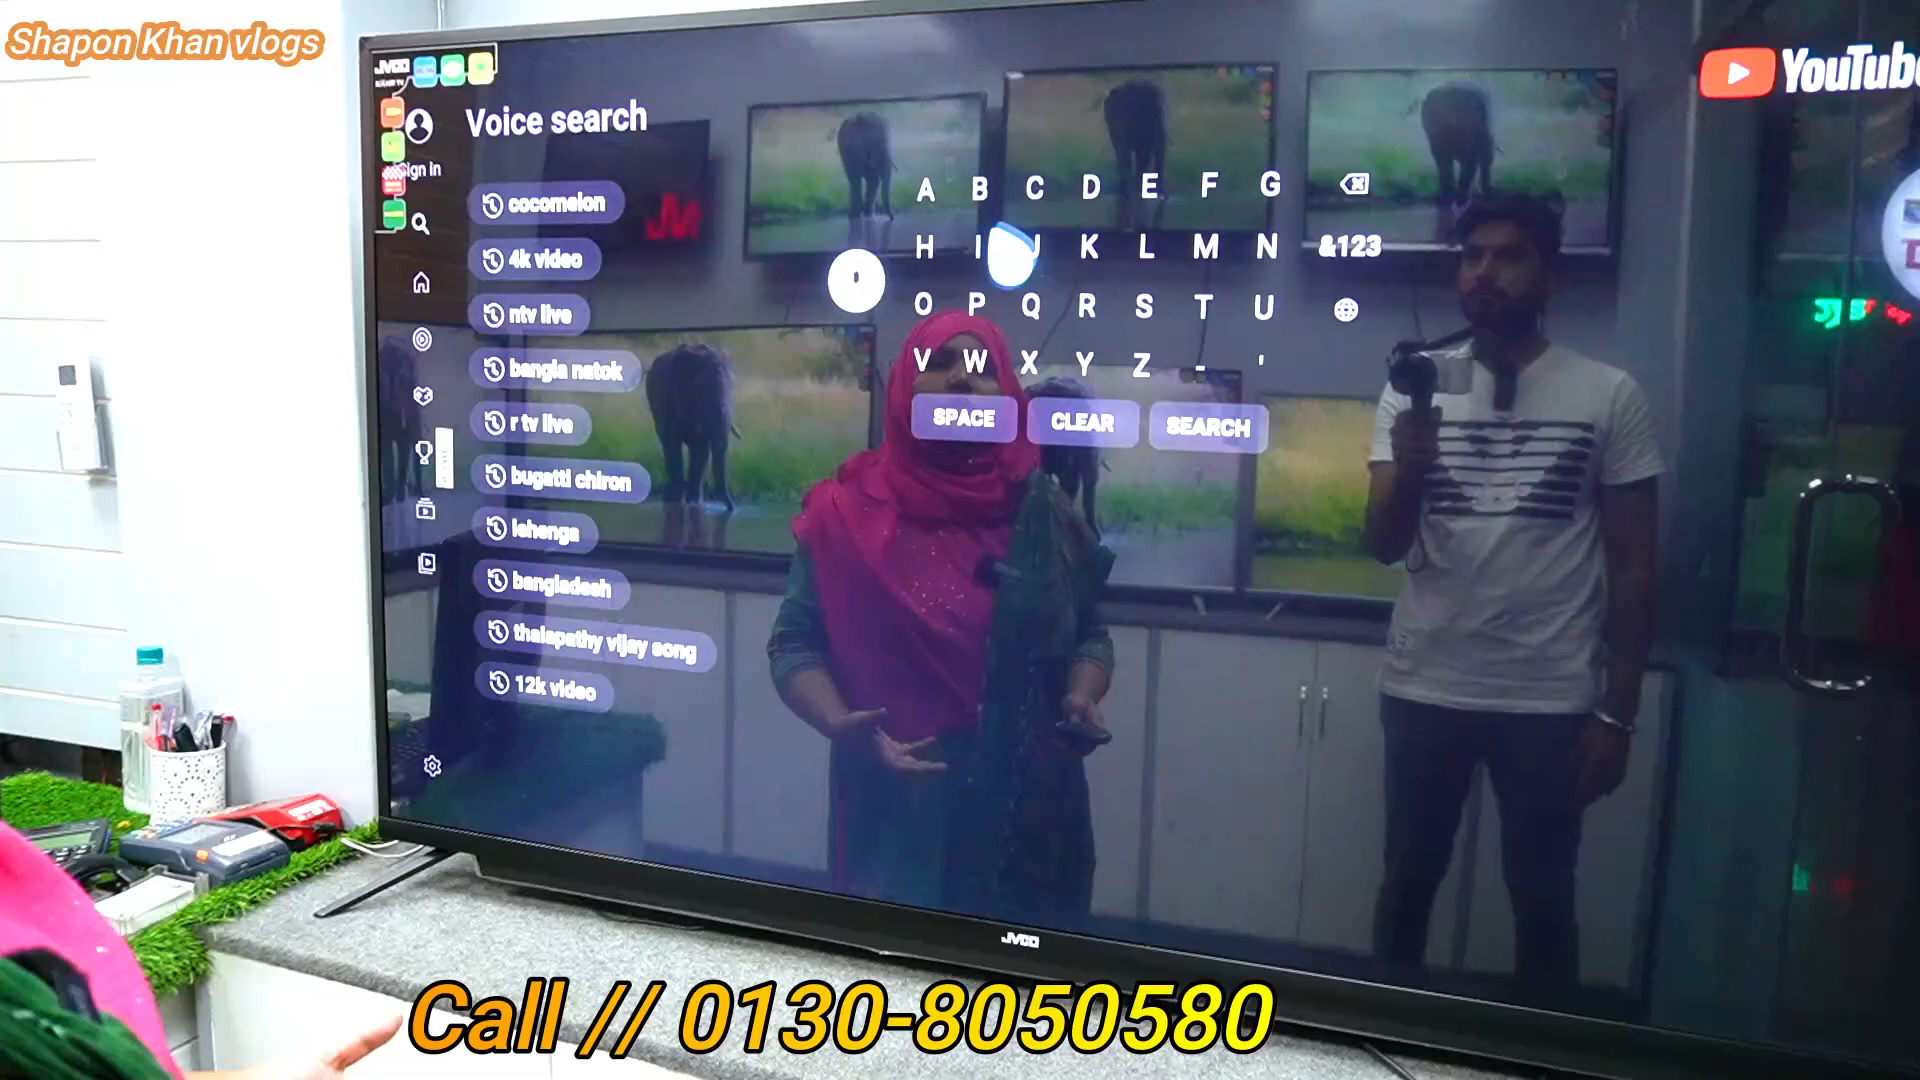 Shapon Khan vlogs
JVCO
YouTube
Voice search
Sign in
cocomelon
4k video
ntv live
bangla natok
r tv live
bugatti chiron
lehenga
bangladesh
thalapathy vijay song
12k video
A B C D E F G
H I J K L M N &123
O P Q R S T U
V W X Y Z - '
SPACE CLEAR SEARCH
JVCO
Call // 0130-8050580